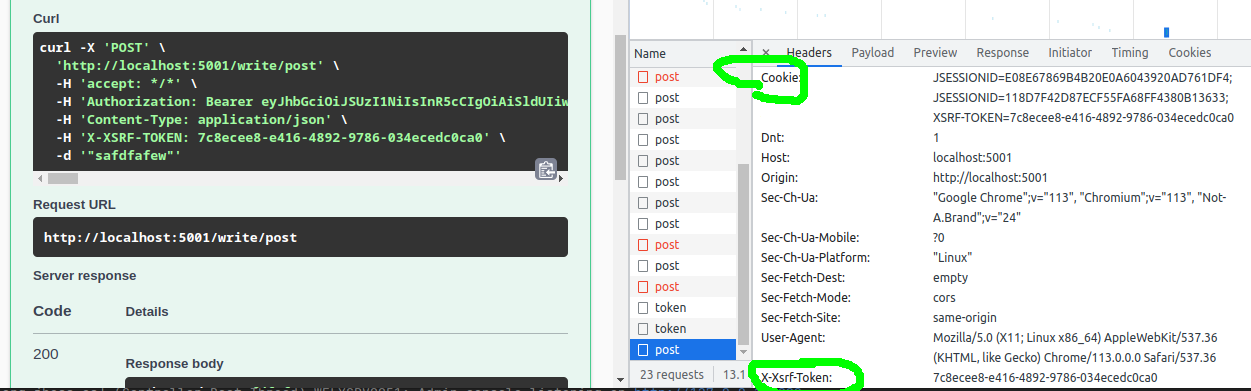 Curl
curl -X 'POST' \
'http://localhost:5001/write/post' \
-H 'accept: */*' \
-H 'Authorization: Bearer eyJhbGciOiJSUzI1NiIsInR5cCIgOiAiSldUIiw
-H 'Content-Type: application/json' \
-H 'X-XSRF-TOKEN: 7c8ecee8-e416-4892-9786-034ecedc0ca0' \
-d '"safdfafew"'
Request URL
http://localhost:5001/write/post
Server response
Code Details
200
Response body
Name
post
post
post
post
post
post
post
post
post
post
post
token
token
post
23 requests 13.1
× Headers Payload Preview Response Initiator Timing Cookies
Cookie: JSESSIONID=E08E67869B4B20E0A6043920AD761DF4;
JSESSIONID=118D7F42D87ECF55FA68FF4380B13633;
XSRF-TOKEN=7c8ecee8-e416-4892-9786-034ecedc0ca0
Dnt: 1
Host: localhost:5001
Origin: http://localhost:5001
Sec-Ch-Ua: "Google Chrome";v="113", "Chromium";v="113", "Not-
A.Brand";v="24"
Sec-Ch-Ua-Mobile: ?0
Sec-Ch-Ua-Platform: "Linux"
Sec-Fetch-Dest: empty
Sec-Fetch-Mode: cors
Sec-Fetch-Site: same-origin
User-Agent: Mozilla/5.0 (X11; Linux x86_64) AppleWebKit/537.36
(KHTML, like Gecko) Chrome/113.0.0.0 Safari/537.36
X-Xsrf-Token: 7c8ecee8-e416-4892-9786-034ecedc0ca0